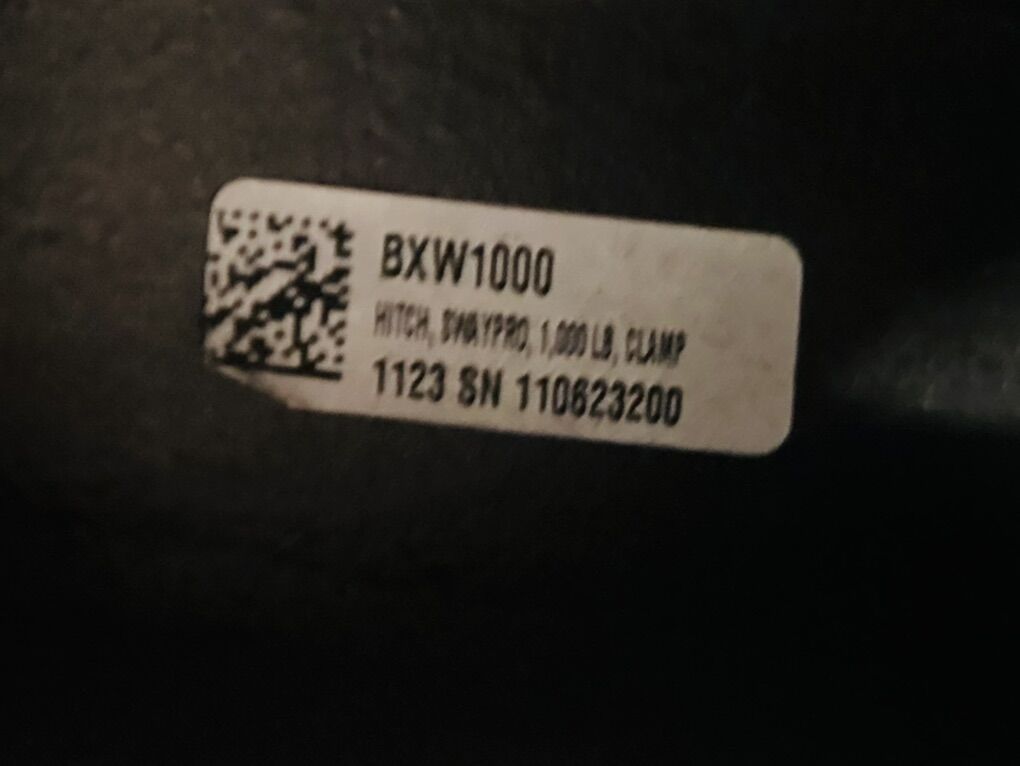 BXW1000
HITCH, SWAYPRO, 1,000 LB, CLAMP
1123 SN 110623200